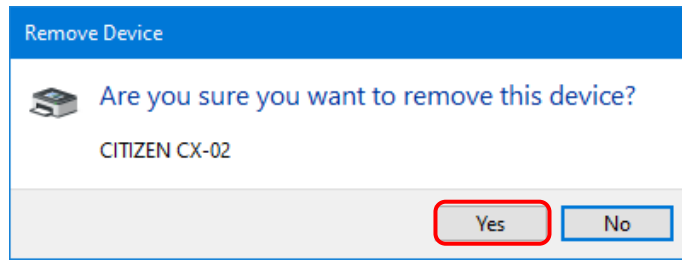 Remove Device
Are you sure you want to remove this device?
CITIZEN CX-02
Yes No